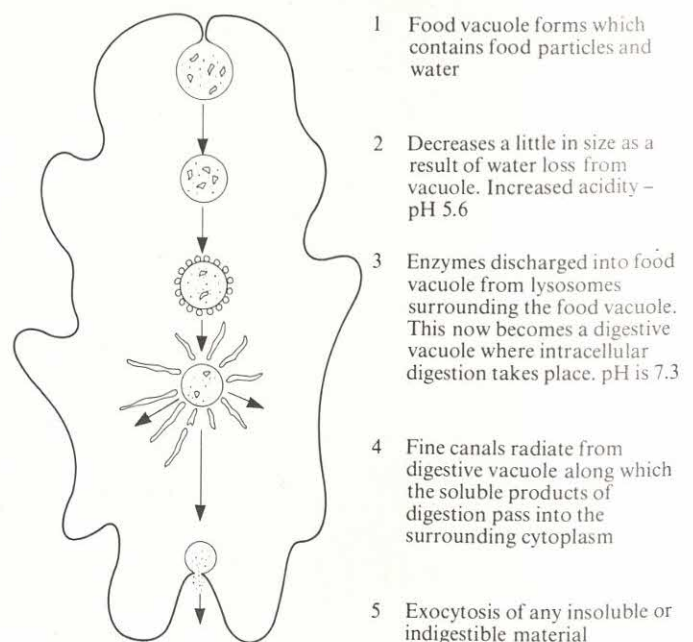 1 Food vacuole forms which
contains food particles and
water
2 Decreases a little in size as a
result of water loss from
vacuole. Increased acidity –
pH 5.6
3 Enzymes discharged into food
vacuole from lysosomes
surrounding the food vacuole.
This now becomes a digestive
vacuole where intracellular
digestion takes place. pH is 7.3
4 Fine canals radiate from
digestive vacuole along which
the soluble products of
digestion pass into the
surrounding cytoplasm
5 Exocytosis of any insoluble or
indigestible material